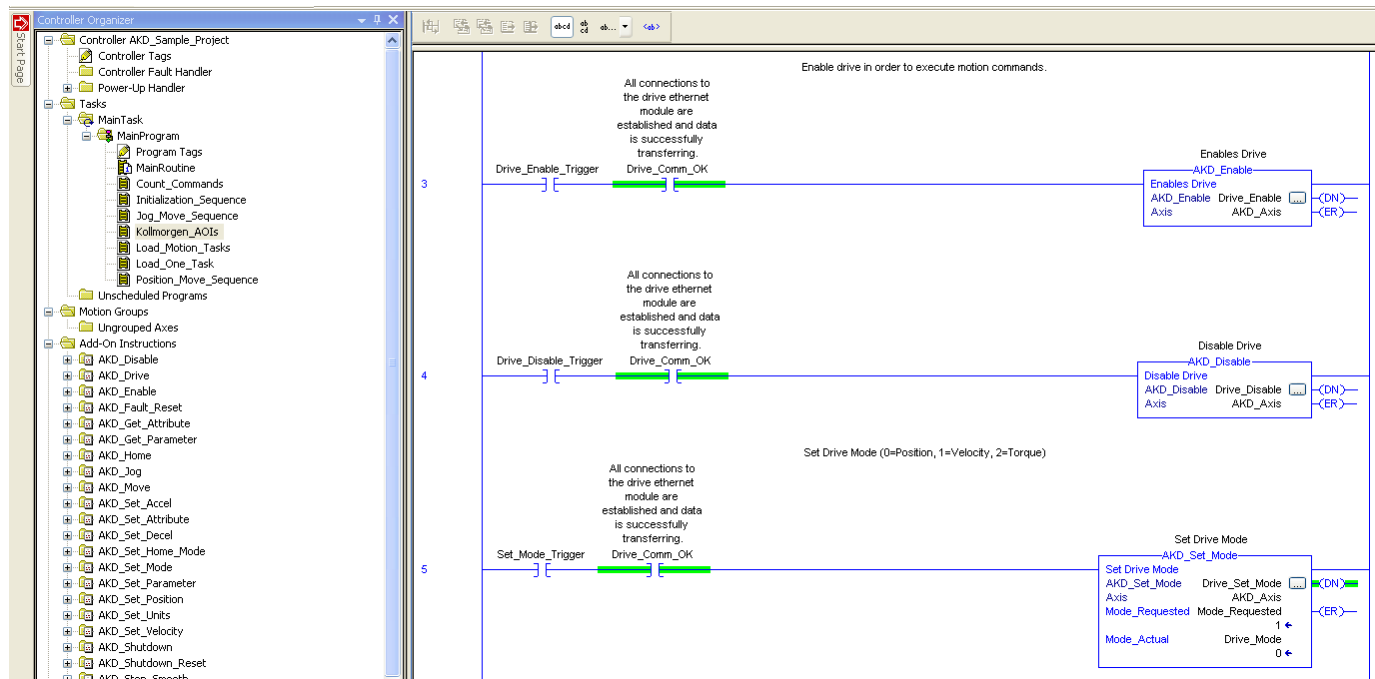 Controller Organizer
Start Page
Controller AKD_Sample_Project
Controller Tags
Controller Fault Handler
Power-Up Handler
Tasks
MainTask
MainProgram
Program Tags
MainRoutine
Count_Commands
Initialization_Sequence
Jog_Move_Sequence
Kollmorgen_AOIs
Load_Motion_Tasks
Load_One_Task
Position_Move_Sequence
Unscheduled Programs
Motion Groups
Ungrouped Axes
Add-On Instructions
AKD_Disable
AKD_Drive
AKD_Enable
AKD_Fault_Reset
AKD_Get_Attribute
AKD_Get_Parameter
AKD_Home
AKD_Jog
AKD_Move
AKD_Set_Accel
AKD_Set_Attribute
AKD_Set_Decel
AKD_Set_Home_Mode
AKD_Set_Mode
AKD_Set_Parameter
AKD_Set_Position
AKD_Set_Units
AKD_Set_Velocity
AKD_Shutdown
AKD_Shutdown_Reset
AKD_Stop_Smooth
abcd ab cd ab... <ab>
Enable drive in order to execute motion commands.
All connections to
the drive ethernet
module are
established and data
is successfully
transferring.
Drive_Enable_Trigger Drive_Comm_OK
3
Enables Drive
AKD_Enable
Enables Drive
AKD_Enable Drive_Enable ... (DN)
Axis AKD_Axis (ER)
All connections to
the drive ethernet
module are
established and data
is successfully
transferring.
Drive_Disable_Trigger Drive_Comm_OK
4
Disable Drive
AKD_Disable
Disable Drive
AKD_Disable Drive_Disable ... (DN)
Axis AKD_Axis (ER)
Set Drive Mode (0=Position, 1=Velocity, 2=Torque)
All connections to
the drive ethernet
module are
established and data
is successfully
transferring.
Set_Mode_Trigger Drive_Comm_OK
5
Set Drive Mode
AKD_Set_Mode
Set Drive Mode
AKD_Set_Mode Drive_Set_Mode ... (DN)
Axis AKD_Axis
Mode_Requested Mode_Requested (ER)
1
Mode_Actual Drive_Mode
0